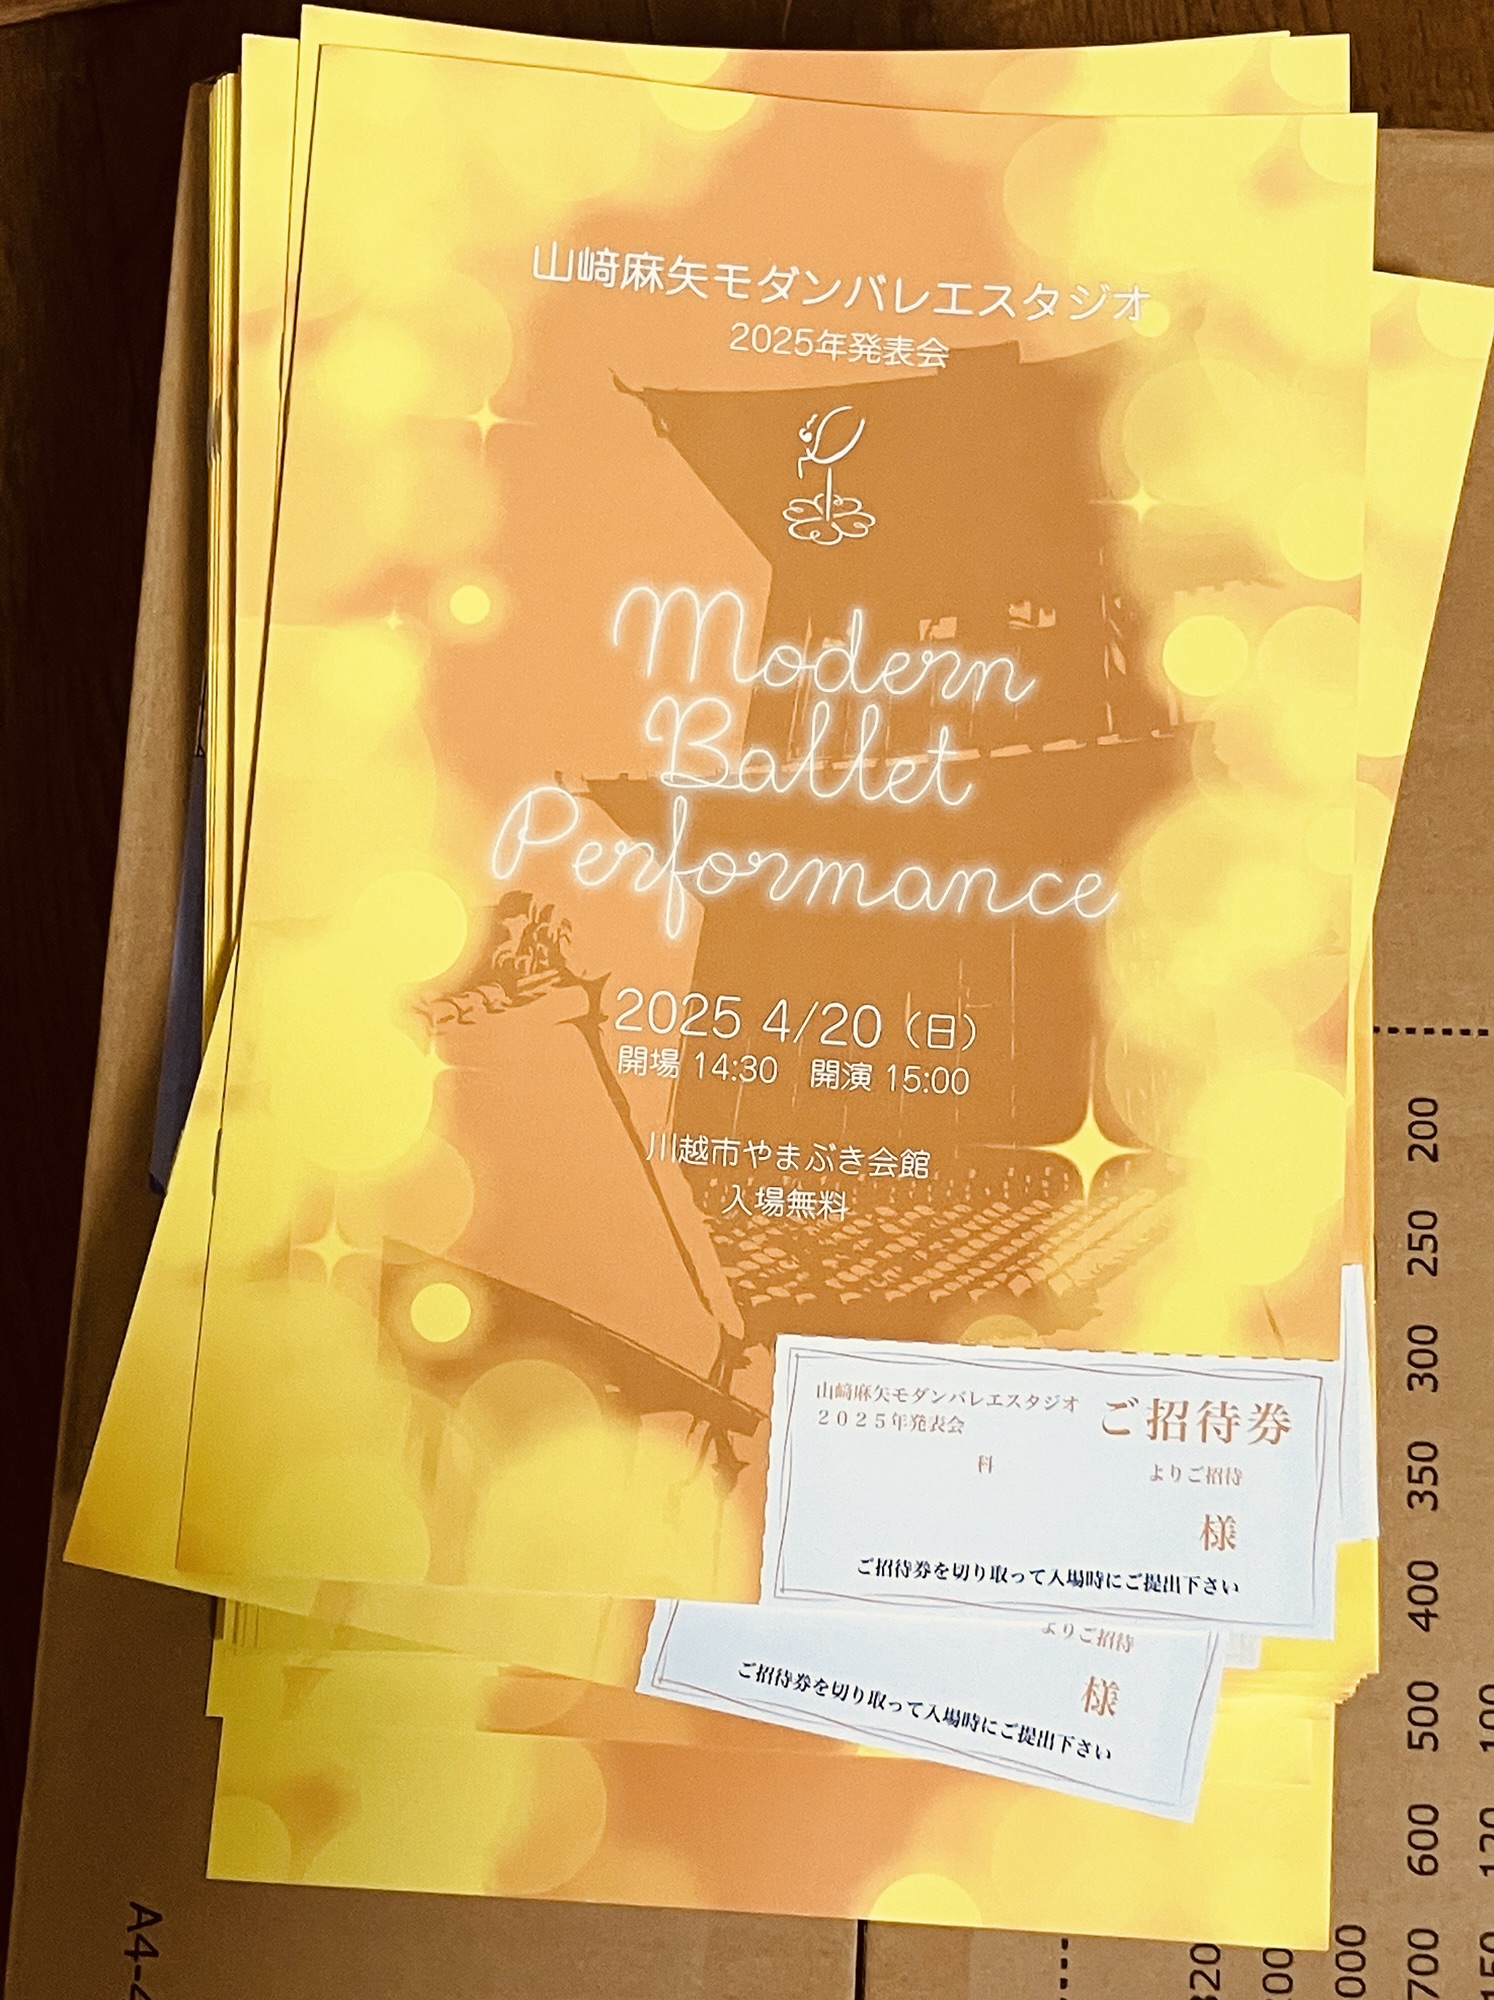 山﨑麻矢モダンバレエスタジオ
2025年発表会
Modern
Ballet
Performance
2025 4/20（日）
開場 14:30　開演 15:00
川越市やまぶき会館
入場無料
山﨑麻矢モダンバレエスタジオ
２０２５年発表会
ご招待券
科
よりご招待
様
ご招待券を切り取って入場時にご提出下さい
よりご招待
様
ご招待券を切り取って入場時にご提出下さい
200
250
300
350
400
500
600
700